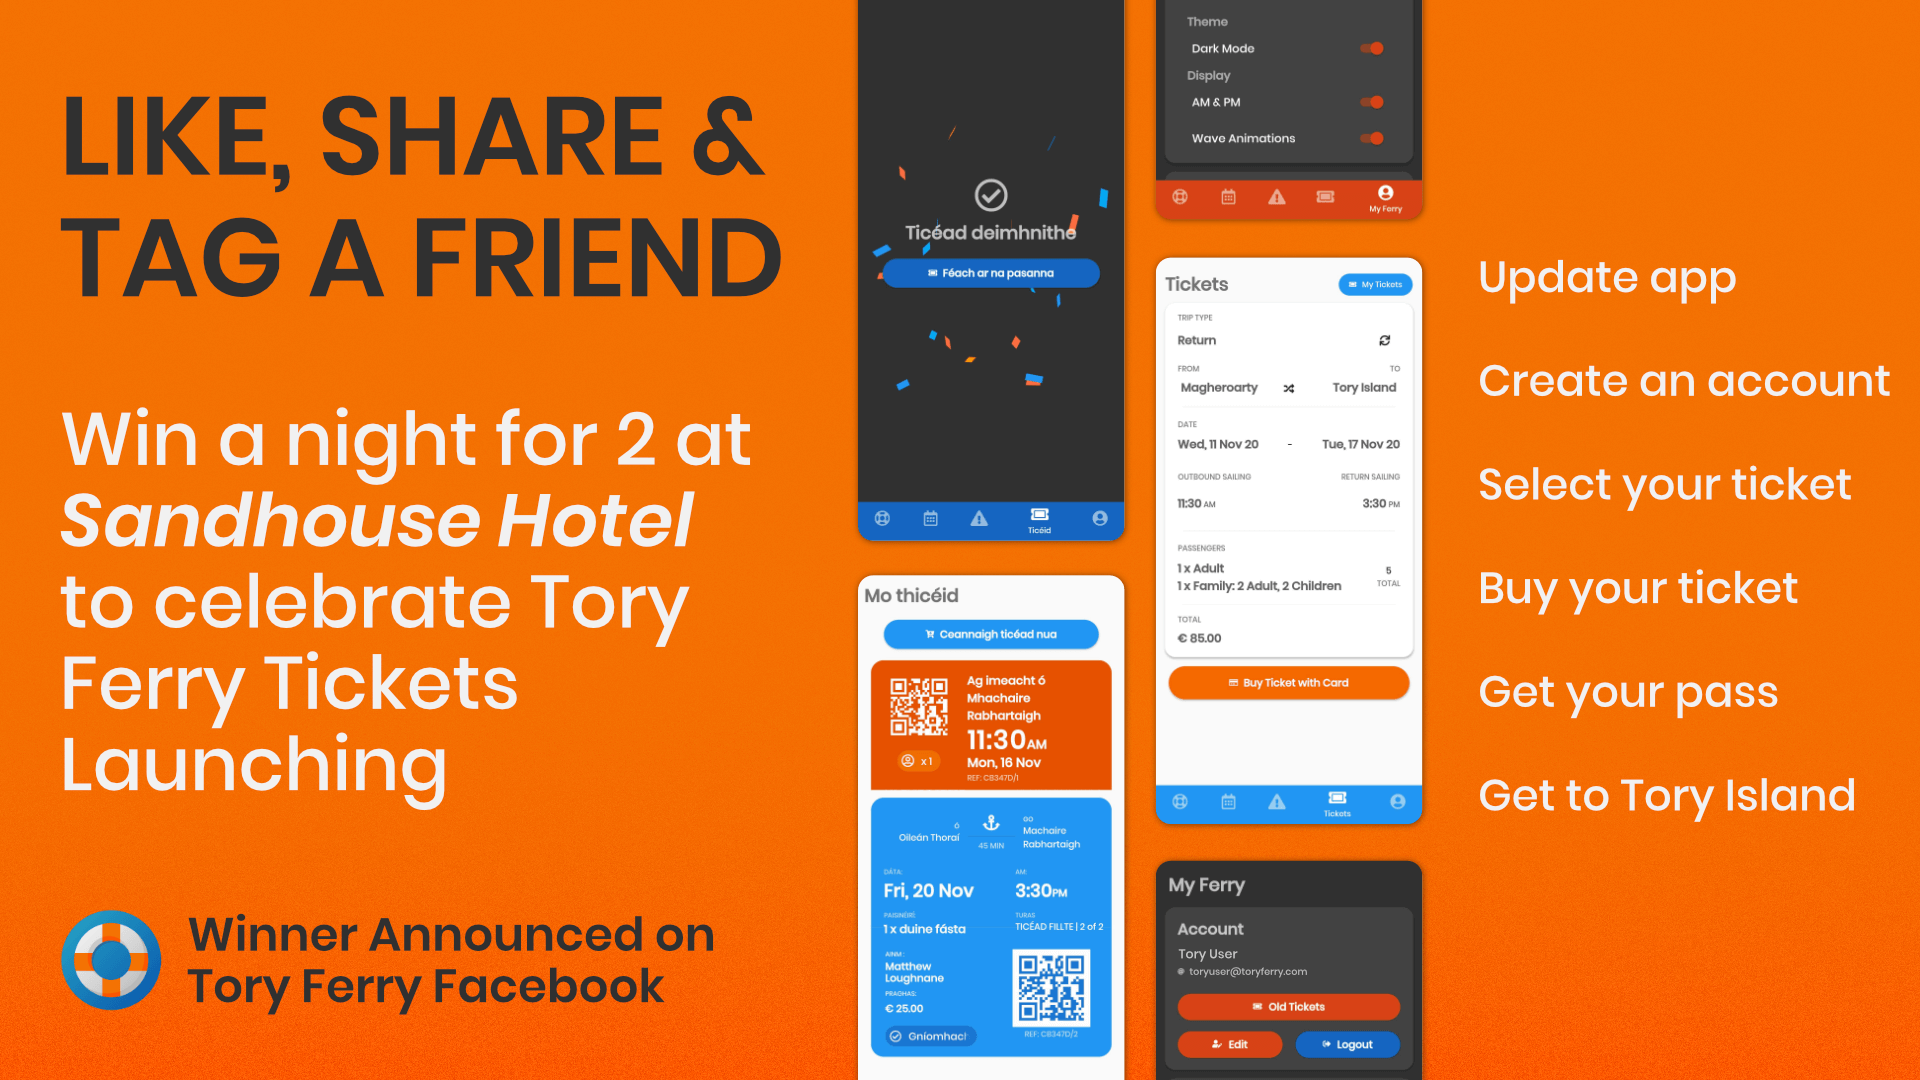 LIKE, SHARE &
TAG A FRIEND
Win a night for 2 at
Sandhouse Hotel
to celebrate Tory
Ferry Tickets
Launching
Winner Announced on
Tory Ferry Facebook
Ticéad deimhnithe
Féach ar na pasanna
Ticéid
Mo thicéid
Ceannaigh ticéad nua
Ag imeacht ó
Mhachaire
Rabhartaigh
11:30AM
Mon, 16 Nov
REF: CB347D/1
x 1
Ó
Oileán Thoraí
45 MIN
GO
Machaire
Rabhartaigh
DÁTA:
Fri, 20 Nov
AM:
3:30PM
PAISINÉIRÍ
1 x duine fásta
TURAS
TICÉAD FILLTE | 2 of 2
AINM:
Matthew
Loughnane
PRAGHAS:
€ 25.00
Gníomhach
REF: CB347D/2
Theme
Dark Mode
Display
AM & PM
Wave Animations
My Ferry
Tickets
My Tickets
TRIP TYPE
Return
FROM
TO
Magheroarty
Tory Island
DATE
Wed, 11 Nov 20 - Tue, 17 Nov 20
OUTBOUND SAILING
RETURN SAILING
11:30 AM
3:30 PM
PASSENGERS
1 x Adult
1 x Family: 2 Adult, 2 Children
5
TOTAL
TOTAL
€ 85.00
Buy Ticket with Card
Tickets
My Ferry
Account
Tory User
toryuser@toryferry.com
Old Tickets
Edit
Logout
Update app
Create an account
Select your ticket
Buy your ticket
Get your pass
Get to Tory Island